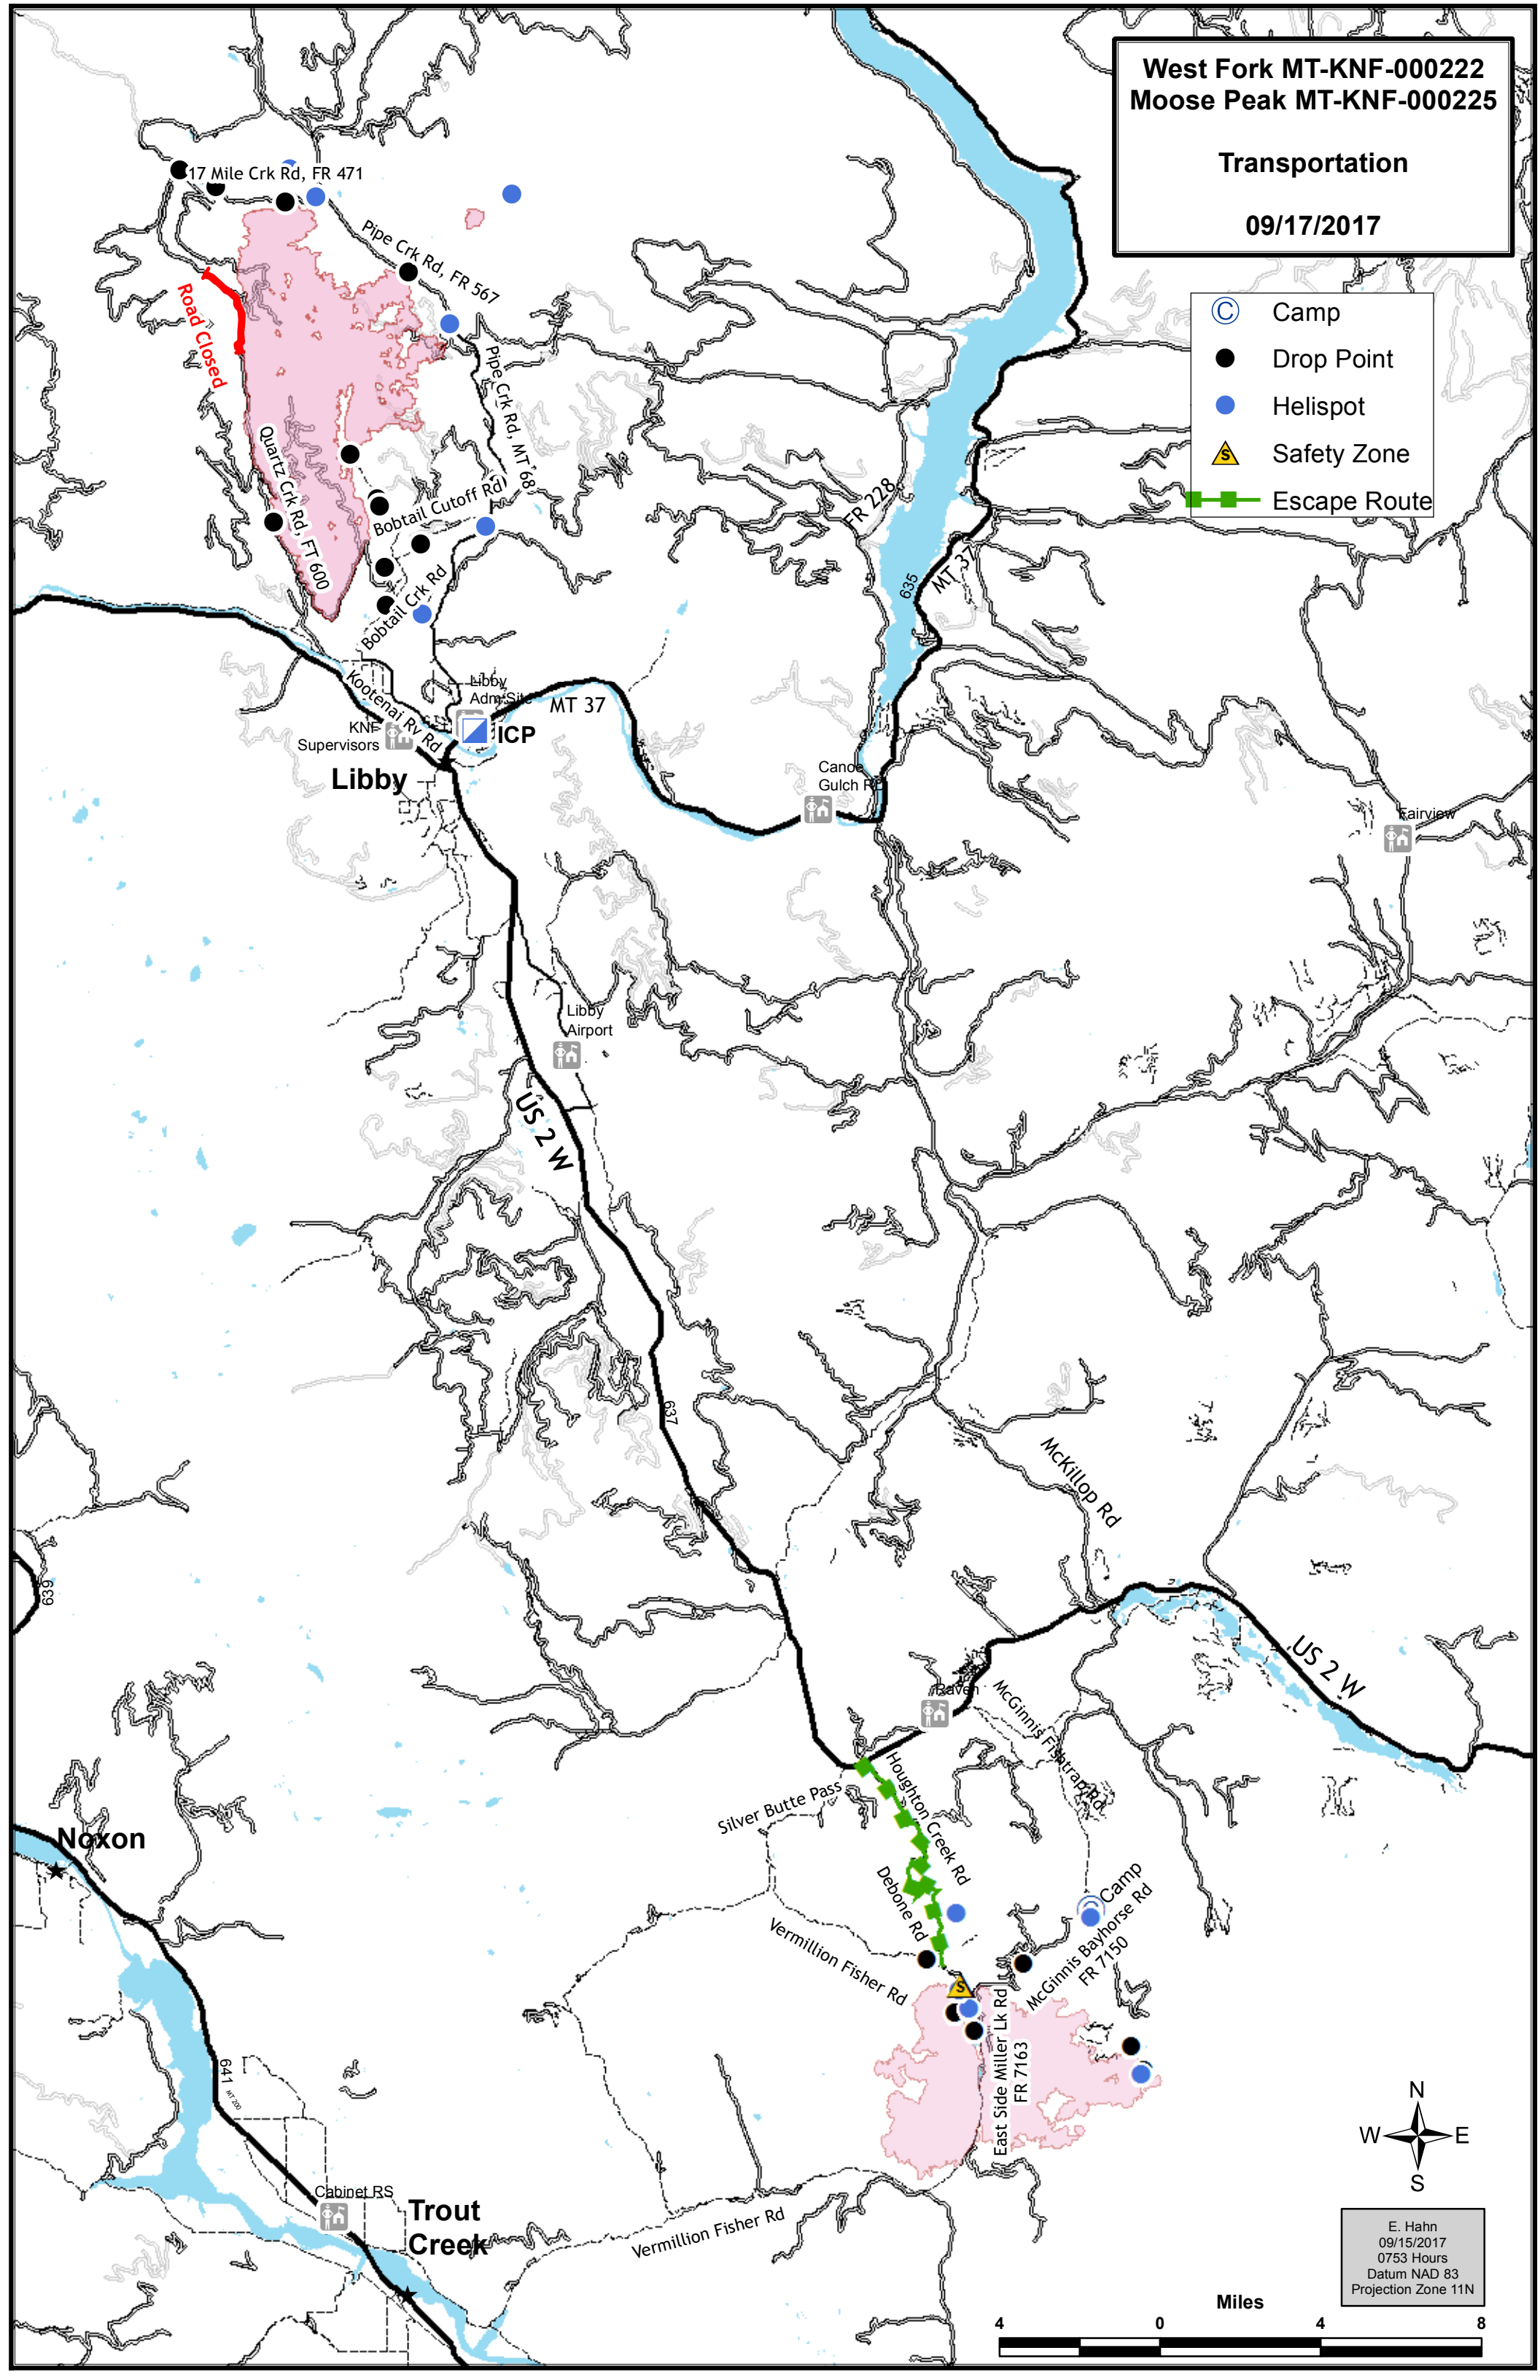 West Fork MT-KNF-000222
Moose Peak MT-KNF-000225
Transportation
09/17/2017
C Camp
Drop Point
Helispot
S Safety Zone
Escape Route
17 Mile Crk Rd, FR 471
Pipe Crk Rd, FR 567
Road Closed
Pipe Crk Rd, MT 68
Quartz Crk Rd, FT 600
Bobtail Cutoff Rd
FR 228
Bobtail Crk Rd
635
MT 37
Kootenai Rv Rd
Libby
Adm Site
MT 37
KNF
Supervisors
ICP
Libby
Canoe
Gulch RD
Fairview
Libby
Airport
US 2 W
637
McKillop Rd
639
US 2 W
Raven
McGinnis Fishtrap Rd
Houghton Creek Rd
Silver Butte Pass
Noxon
Debone Rd
Camp
McGinnis Bayhorse Rd
FR 7150
Vermillion Fisher Rd
S
East Side Miller Lk Rd
FR 7163
641
MT 200
N
W E
S
Cabinet RS
Trout
Creek
Vermillion Fisher Rd
E. Hahn
09/15/2017
0753 Hours
Datum NAD 83
Projection Zone 11N
Miles
4 0 4 8